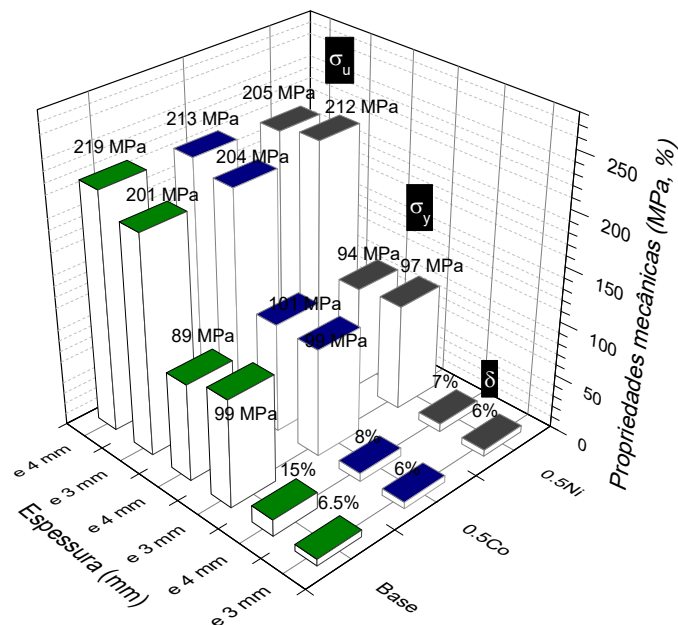 σu
205 MPa
212 MPa
213 MPa
204 MPa
219 MPa
201 MPa
σy
94 MPa
97 MPa
101 MPa
99 MPa
89 MPa
99 MPa
δ
7%
6%
8%
6%
15%
6.5%
250
200
150
100
50
0
Propriedades mecânicas (MPa, %)
e 4 mm
e 3 mm
e 4 mm
e 3 mm
e 4 mm
e 3 mm
Espessura (mm)
Base
0.5Co
0.5Ni